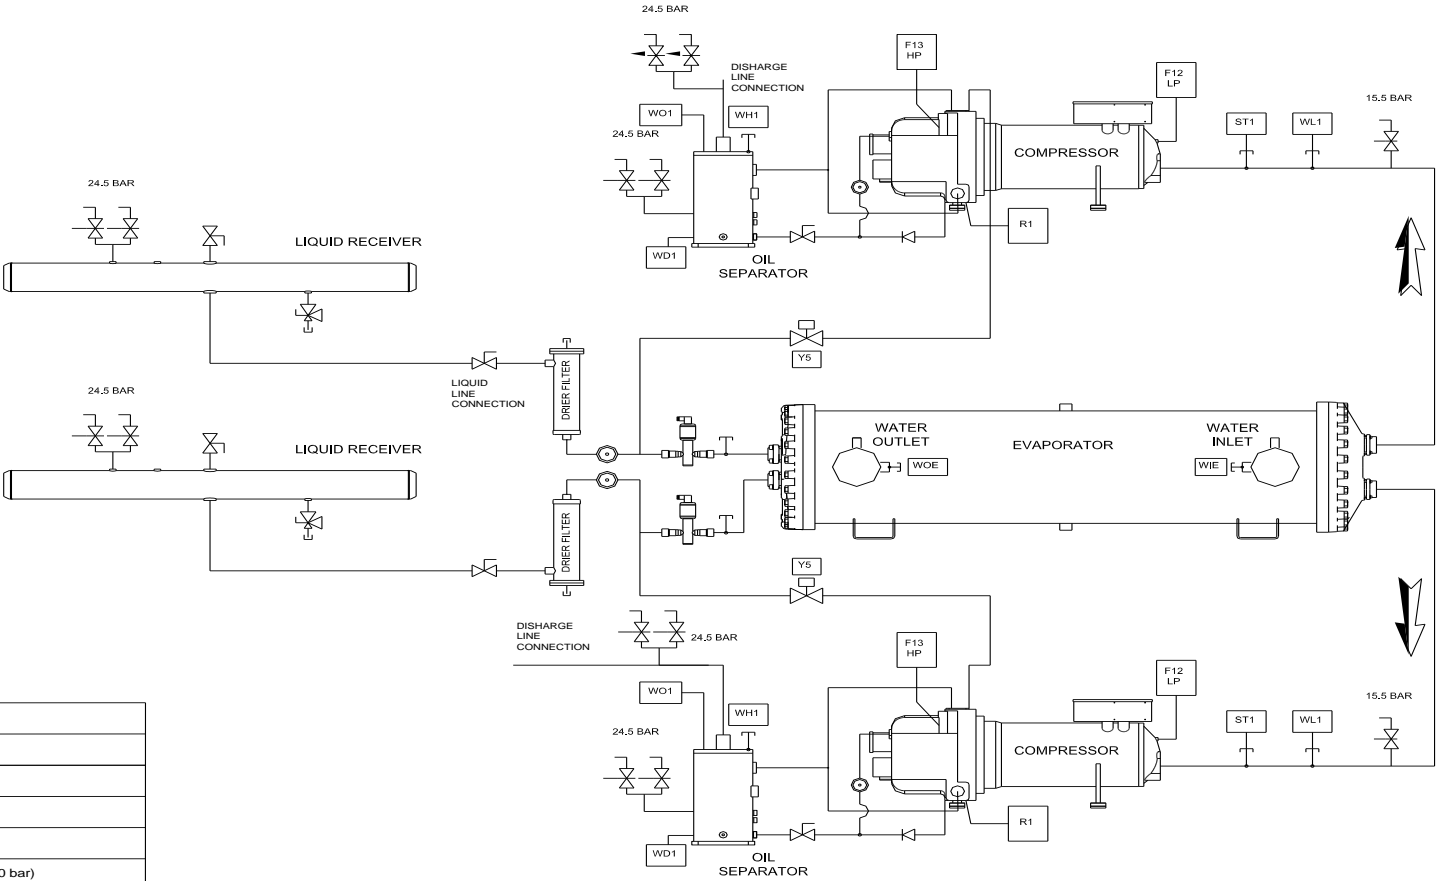 24.5 BAR
24.5 BAR
F13
HP
DISHARGE
LINE
CONNECTION
F12
LP
WO1
WH1
15.5 BAR
24.5 BAR
ST1
WL1
COMPRESSOR
24.5 BAR
R1
LIQUID RECEIVER
WD1
OIL
SEPARATOR
Y5
LIQUID
LINE
CONNECTION
DRIER FILTER
24.5 BAR
WATER
OUTLET
EVAPORATOR
WATER
INLET
LIQUID RECEIVER
WOE
WIE
DRIER FILTER
Y5
DISHARGE
LINE
CONNECTION
24.5 BAR
F13
HP
F12
LP
WO1
WH1
15.5 BAR
24.5 BAR
ST1
WL1
COMPRESSOR
R1
WD1
OIL
SEPARATOR
0 bar)